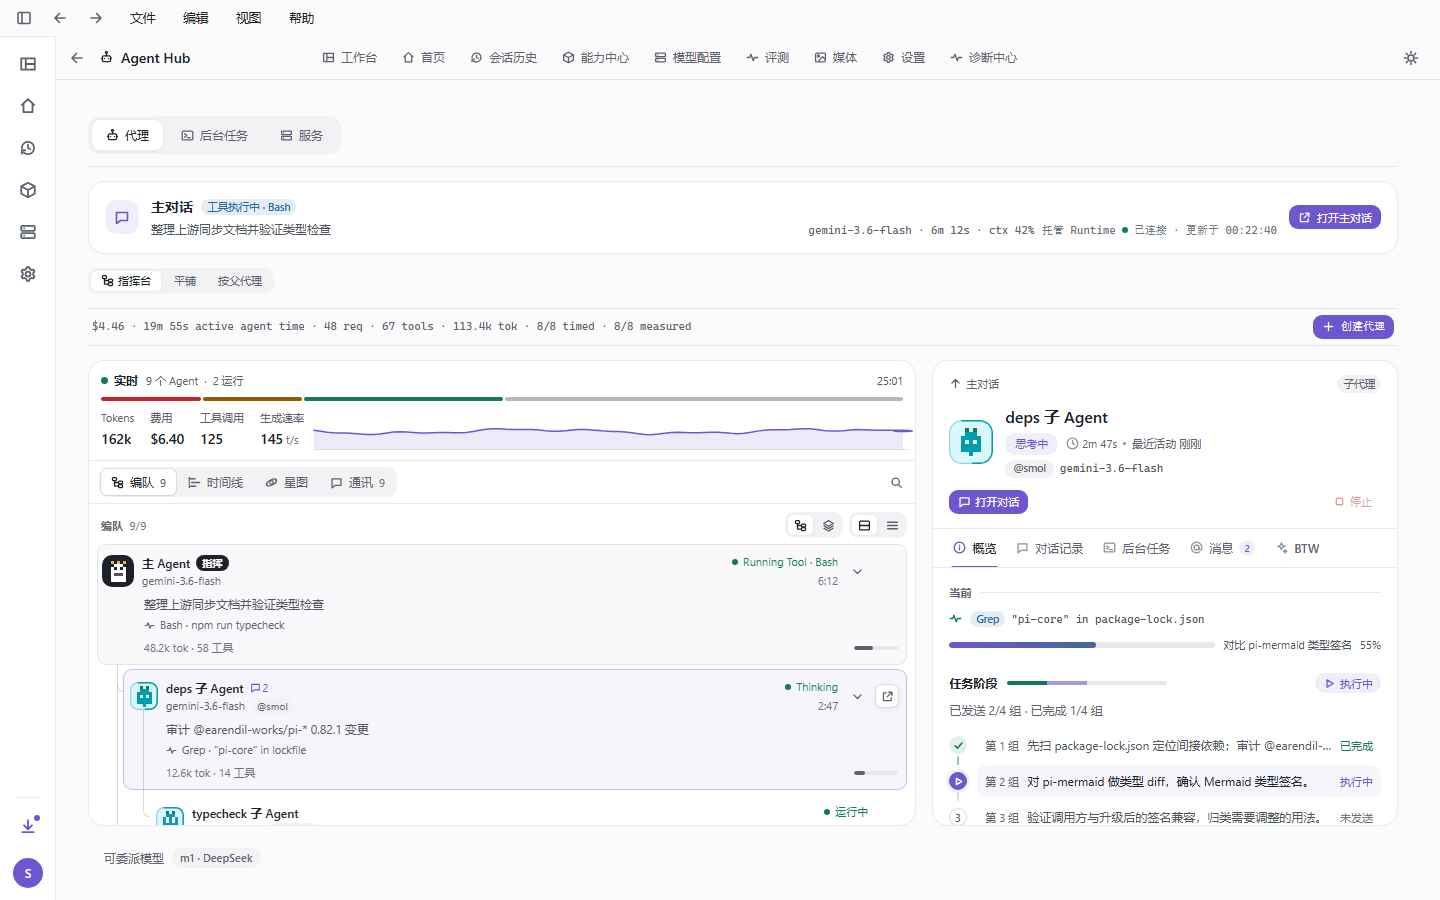 文件 编辑 视图 帮助
Agent Hub 工作台 首页 会话历史 能力中心 模型配置 评测 媒体 设置 诊断中心
代理 后台任务 服务
主对话 工具执行中 · Bash
整理上游同步文档并验证类型检查
gemini-3.6-flash · 6m 12s · ctx 42% 托管 Runtime 已连接 · 更新于 00:22:40
打开主对话
指挥台 平铺 按父代理
$4.46 · 19m 55s active agent time · 48 req · 67 tools · 113.4k tok · 8/8 timed · 8/8 measured
创建代理
实时 9 个 Agent · 2 运行 25:01
Tokens 费用 工具调用 生成速率
162k $6.40 125 145 t/s
编队 9 时间线 星图 通讯 9
编队 9/9
主 Agent 指挥 Running Tool · Bash
gemini-3.6-flash 6:12
整理上游同步文档并验证类型检查
Bash · npm run typecheck
48.2k tok · 58 工具
deps 子 Agent 2 Thinking
gemini-3.6-flash @smol 2:47
审计 @earendil-works/pi-* 0.82.1 变更
Grep · "pi-core" in lockfile
12.6k tok · 14 工具
typecheck 子 Agent 运行中
主对话 子代理
deps 子 Agent
思考中 2m 47s • 最近活动 刚刚
@smol gemini-3.6-flash
打开对话 停止
概览 对话记录 后台任务 消息 2 BTW
当前
Grep "pi-core" in package-lock.json
对比 pi-mermaid 类型签名 55%
任务阶段 执行中
已发送 2/4 组 · 已完成 1/4 组
第 1 组 先扫 package-lock.json 定位间接依赖；审计 @earendil-... 已完成
第 2 组 对 pi-mermaid 做类型 diff，确认 Mermaid 类型签名。 执行中
3 第 3 组 验证调用方与升级后的签名兼容，归类需要调整的用法。 未发送
可委派模型 m1 · DeepSeek
S